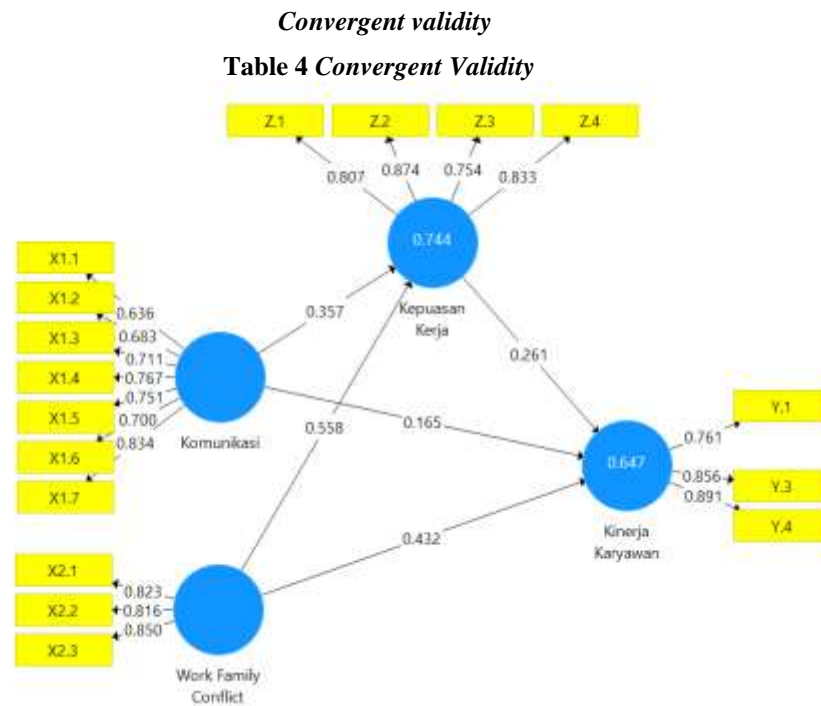 Convergent validity
Table 4 Convergent Validity
Z.1 Z.2 Z.3 Z.4
0.807 0.874 0.754 0.833
0.744
Kepuasan
Kerja
X1.1
X1.2
X1.3
X1.4
X1.5
X1.6
X1.7
0.636
0.683
0.711
0.767
0.751
0.700
0.834
Komunikasi
0.357
0.558
0.165
0.261
0.432
0.647
Kinerja
Karyawan
Y.1
Y.3
Y.4
0.761
0.856
0.891
X2.1
X2.2
X2.3
0.823
0.816
0.850
Work Family
Conflict